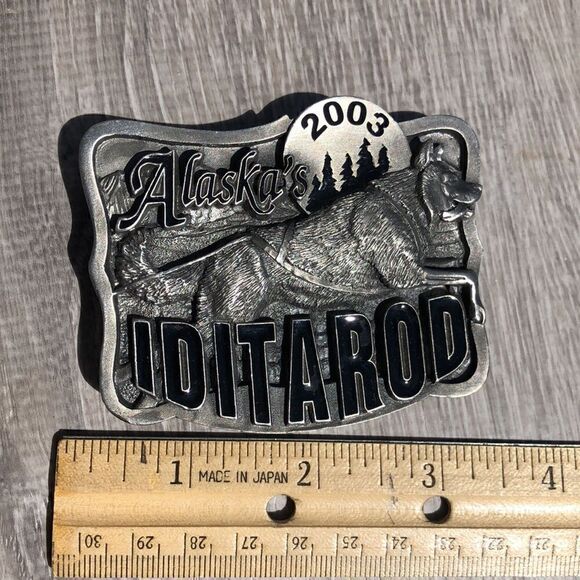 2003
Alaska's
IDITAROD
1 MADE IN JAPAN 2 3 4
30 29 28 27 26 25 24 23 22 21